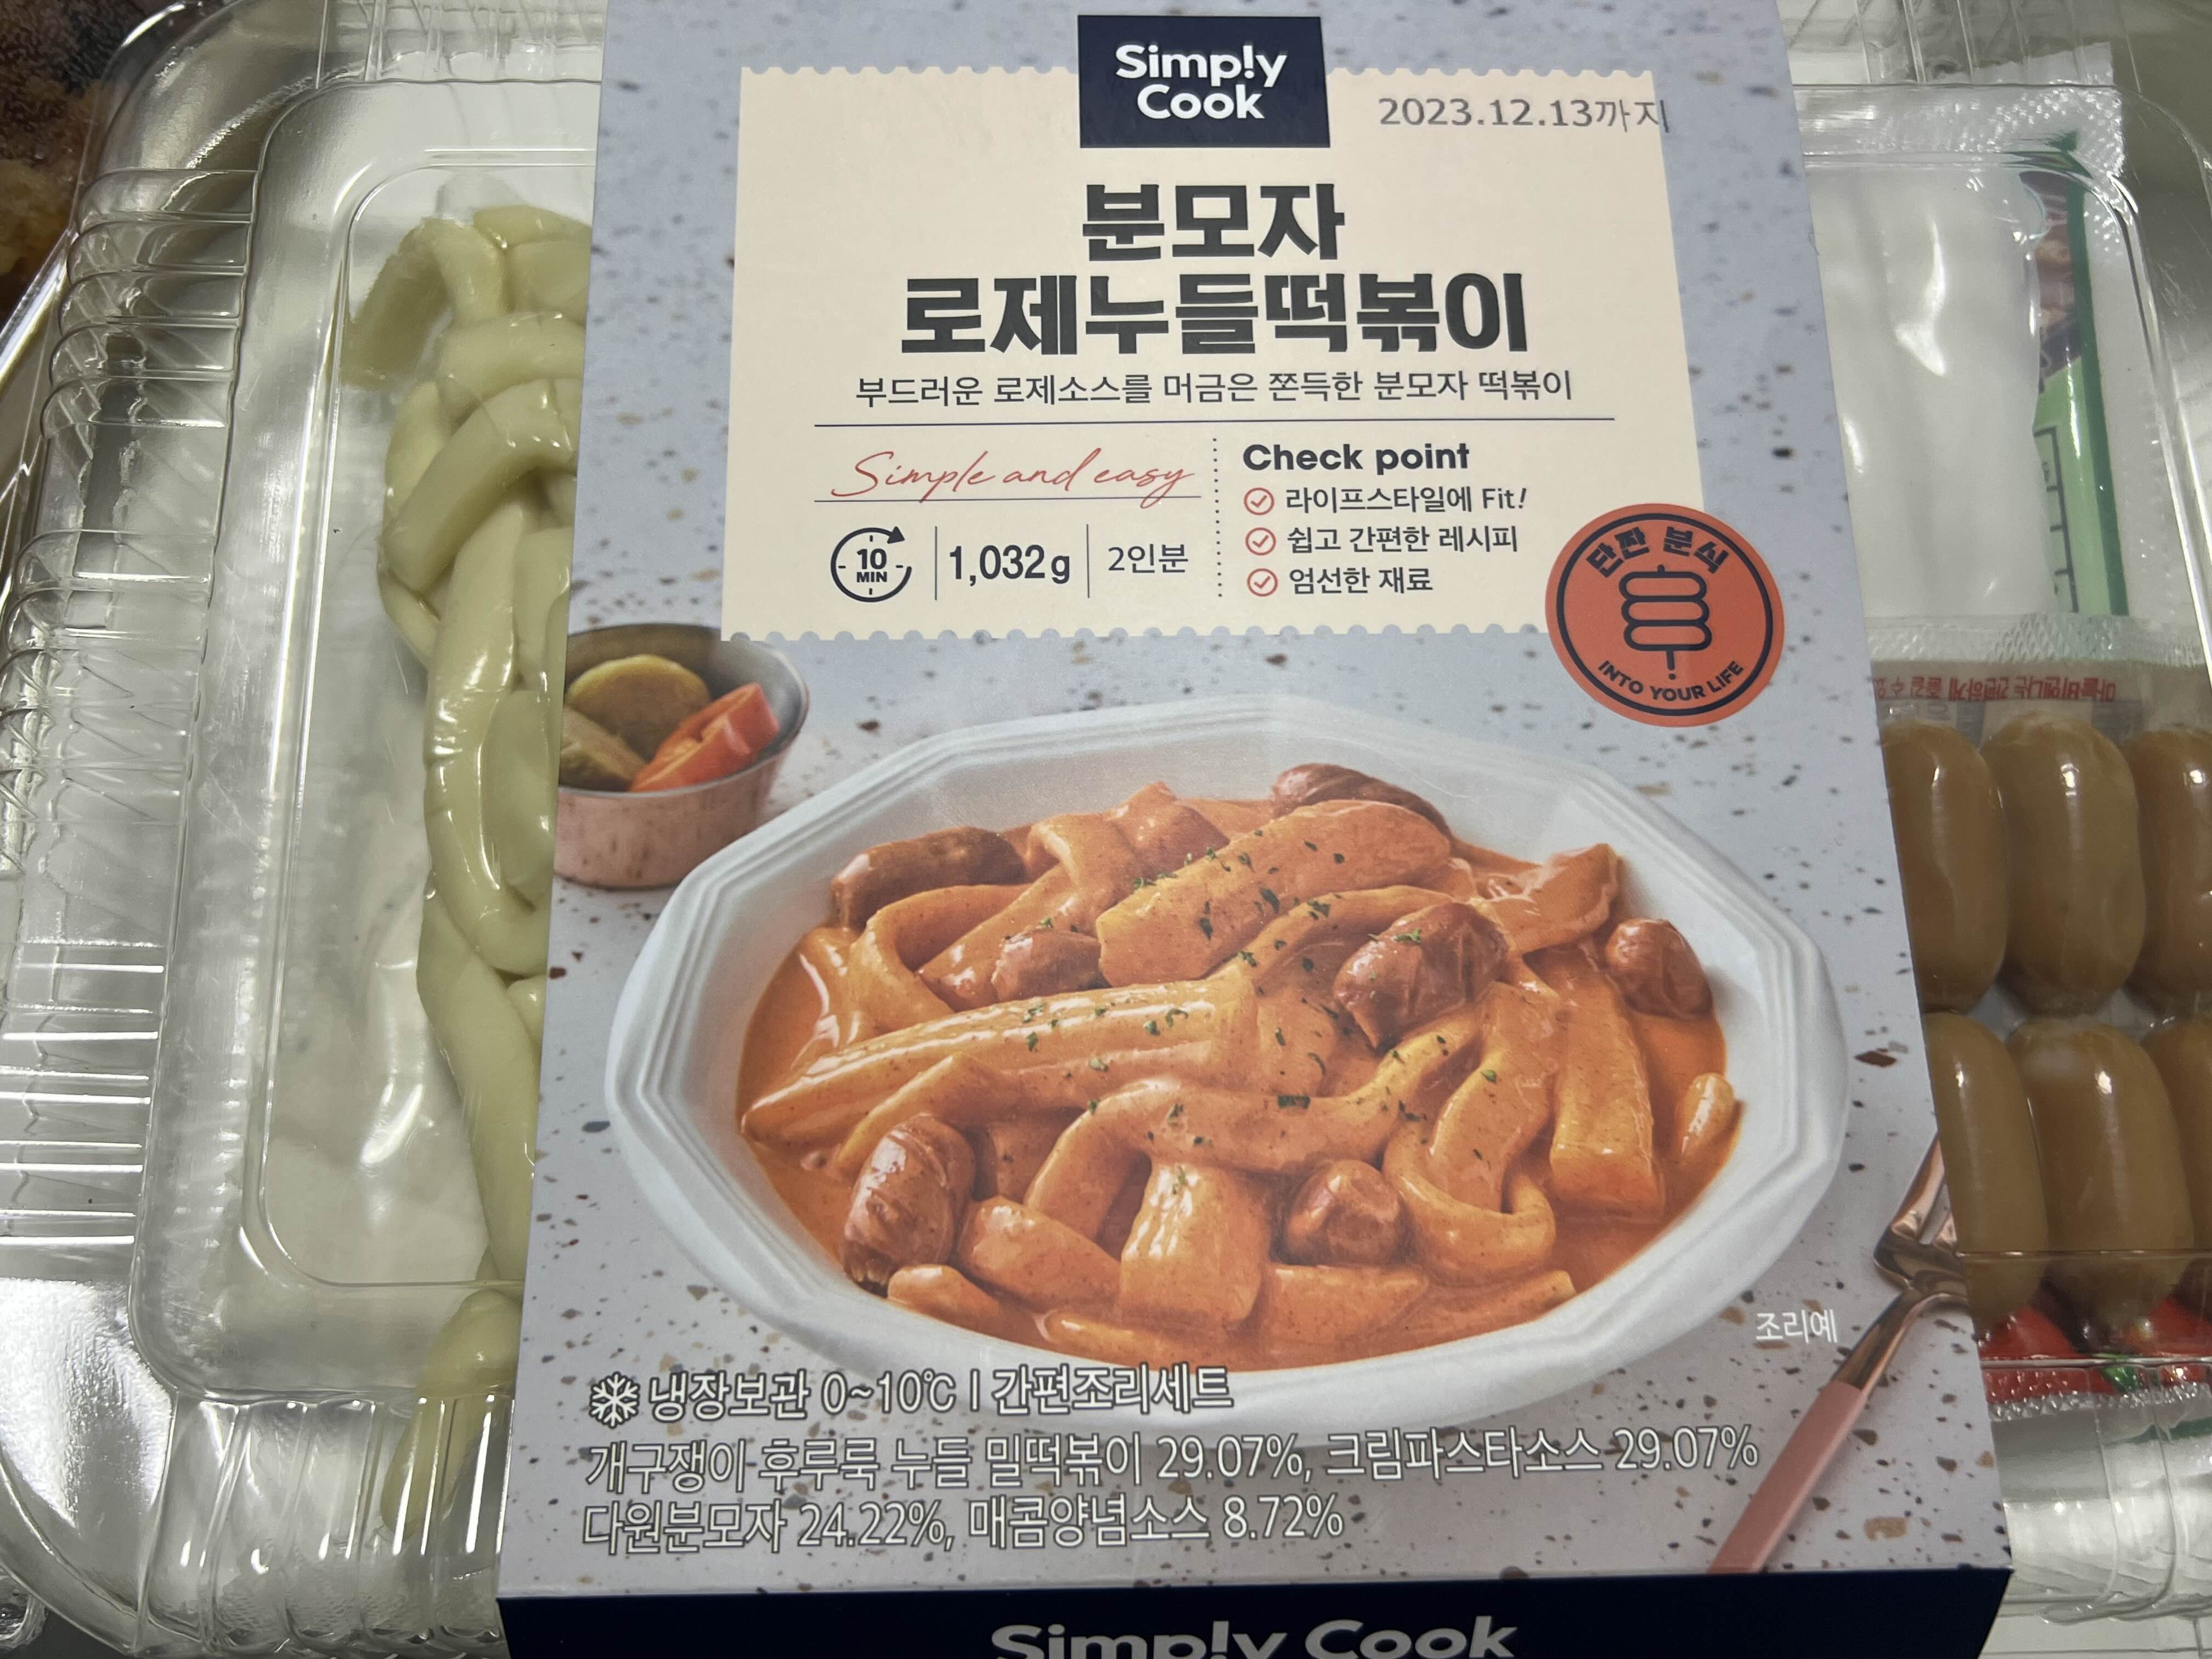 Simp!y
Cook
2023.12.13까지
분모자
로제누들떡볶이
부드러운 로제소스를 머금은 쫀득한 분모자 떡볶이
Simple and easy
10
MIN
1,032g
2인분
Check point
라이프스타일에 Fit!
쉽고 간편한 레시피
엄선한 재료
단짠 분식
INTO YOUR LIFE
조리예
냉장보관 0~10℃ | 간편조리세트
개구쟁이 후루룩 누들 밀떡볶이 29.07%, 크림파스타소스 29.07%
다원분모자 24.22%, 매콤양념소스 8.72%
Simp!y Cook